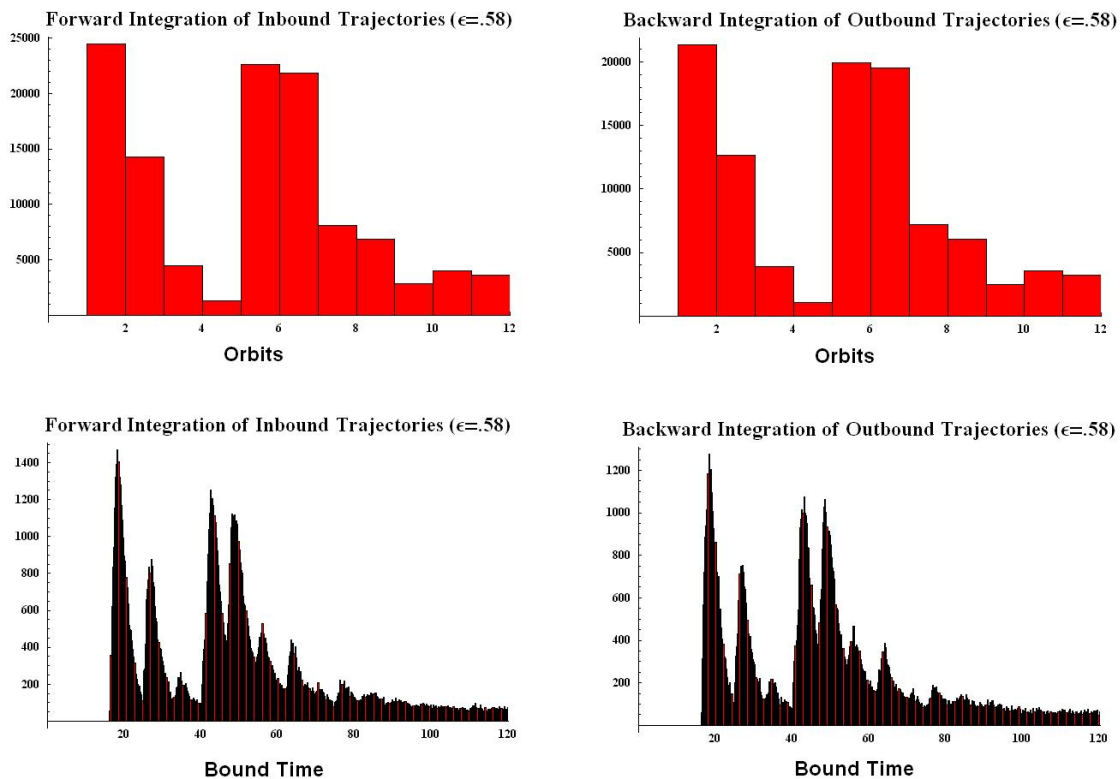 Forward Integration of Inbound Trajectories (ϵ=.58)
25000
20000
15000
10000
5000
2 4 6 8 10 12
Orbits
Backward Integration of Outbound Trajectories (ϵ=.58)
20000
15000
10000
5000
2 4 6 8 10 12
Orbits
Forward Integration of Inbound Trajectories (ϵ=.58)
1400
1200
1000
800
600
400
200
20 40 60 80 100 120
Bound Time
Backward Integration of Outbound Trajectories (ϵ=.58)
1200
1000
800
600
400
200
20 40 60 80 100 120
Bound Time